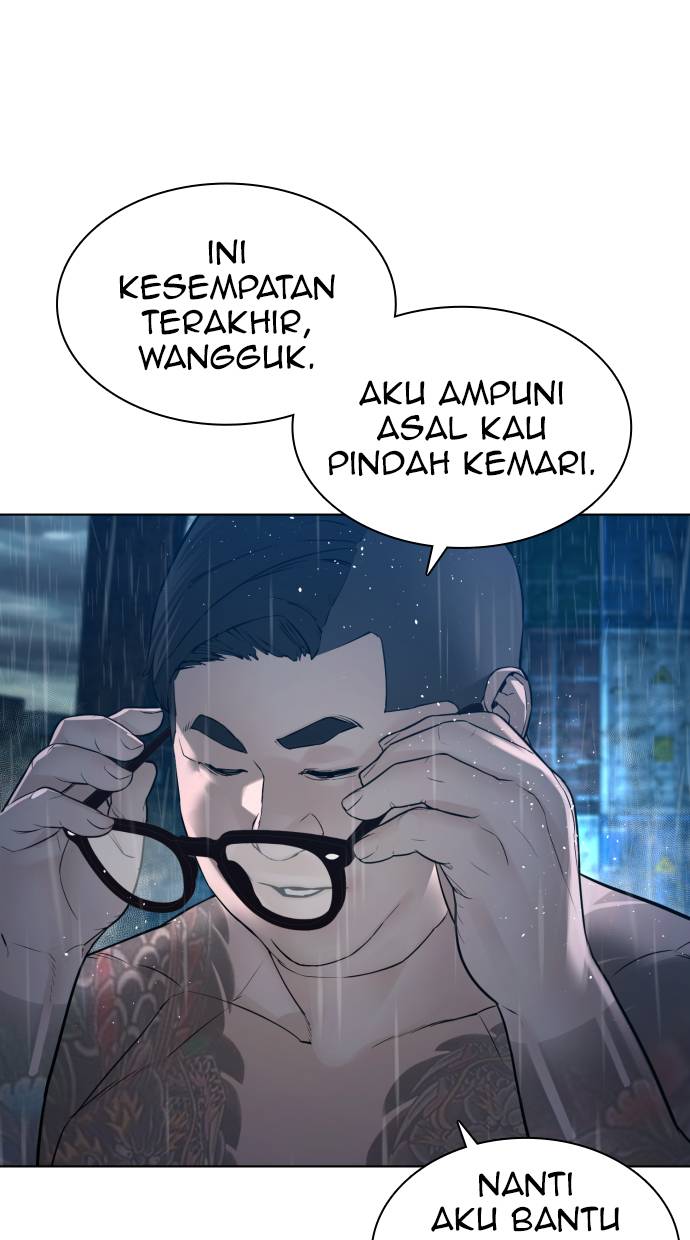 INI
KESEMPATAN
TERAKHIR,
WANGGUK.
AKU AMPUNI
ASAL KAU
PINDAH KEMARI.
NANTI
AKU BANTU